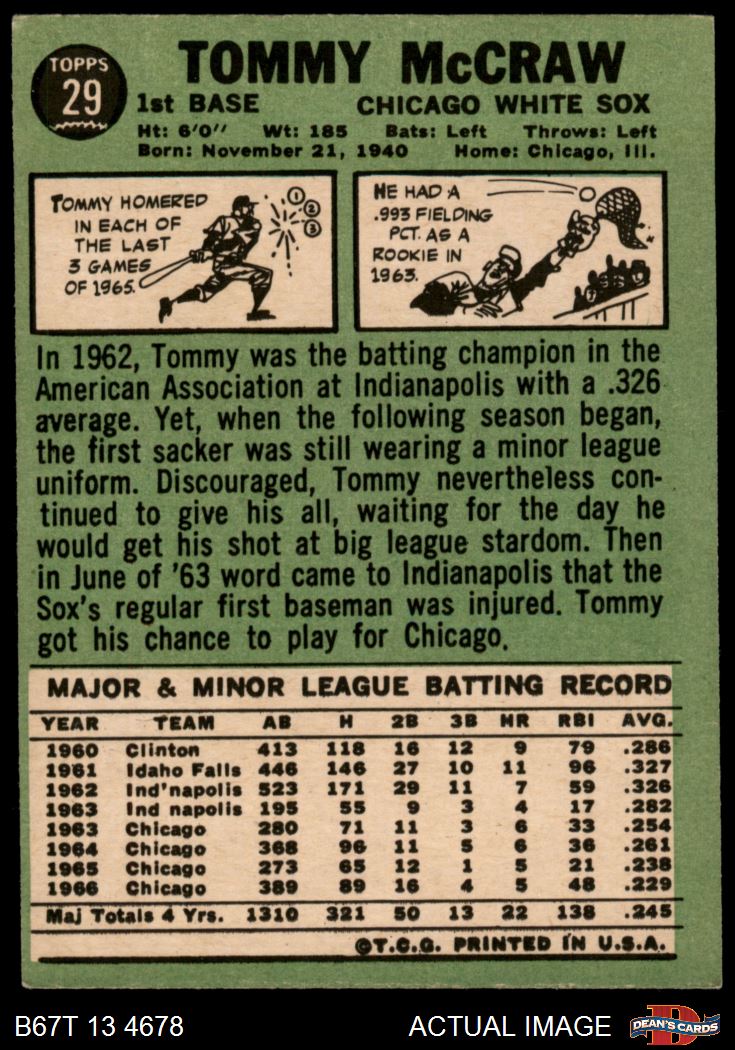 TOPPS
29
TOMMY McCRAW
1st BASE CHICAGO WHITE SOX
Ht: 6'0" Wt: 185 Bats: Left Throws: Left
Born: November 21, 1940 Home: Chicago, Ill.
TOMMY HOMERED
IN EACH OF
THE LAST
3 GAMES
OF 1965.
1
2
3
HE HAD A
.993 FIELDING
PCT. AS A
ROOKIE IN
1963.
In 1962, Tommy was the batting champion in the
American Association at Indianapolis with a .326
average. Yet, when the following season began,
the first sacker was still wearing a minor league
uniform. Discouraged, Tommy nevertheless con-
tinued to give his all, waiting for the day he
would get his shot at big league stardom. Then
in June of '63 word came to Indianapolis that the
Sox's regular first baseman was injured. Tommy
got his chance to play for Chicago.
MAJOR & MINOR LEAGUE BATTING RECORD
YEAR TEAM AB H 2B 3B HR RBI AVG.
1960 Clinton 413 118 16 12 9 79 .286
1961 Idaho Falls 446 146 27 10 11 96 .327
1962 Ind'napolis 523 171 29 11 7 59 .326
1963 Ind napolis 195 55 9 3 4 17 .282
1963 Chicago 280 71 11 3 6 33 .254
1964 Chicago 368 96 11 5 6 36 .261
1965 Chicago 273 65 12 1 5 21 .238
1966 Chicago 389 89 16 4 5 48 .229
Maj Totals 4 Yrs. 1310 321 50 13 22 138 .245
©T.C.G. PRINTED IN U.S.A.
B67T 13 4678 ACTUAL IMAGE
D
DEAN'S CARDS